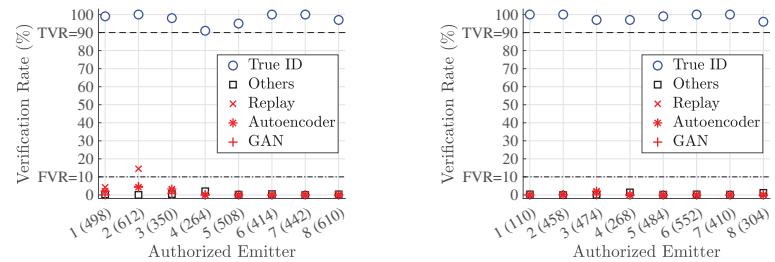 Verification Rate (%)
100
TVR=90
80
70
60
50
40
30
20
FVR=10
0
True ID
Others
Replay
Autoencoder
GAN
1 (498)
2 (612)
3 (350)
4 (264)
5 (508)
6 (414)
7 (442)
8 (610)
Authorized Emitter
Verification Rate (%)
100
TVR=90
80
70
60
50
40
30
20
FVR=10
0
True ID
Others
Replay
Autoencoder
GAN
1 (110)
2 (458)
3 (474)
4 (268)
5 (484)
6 (552)
7 (410)
8 (304)
Authorized Emitter